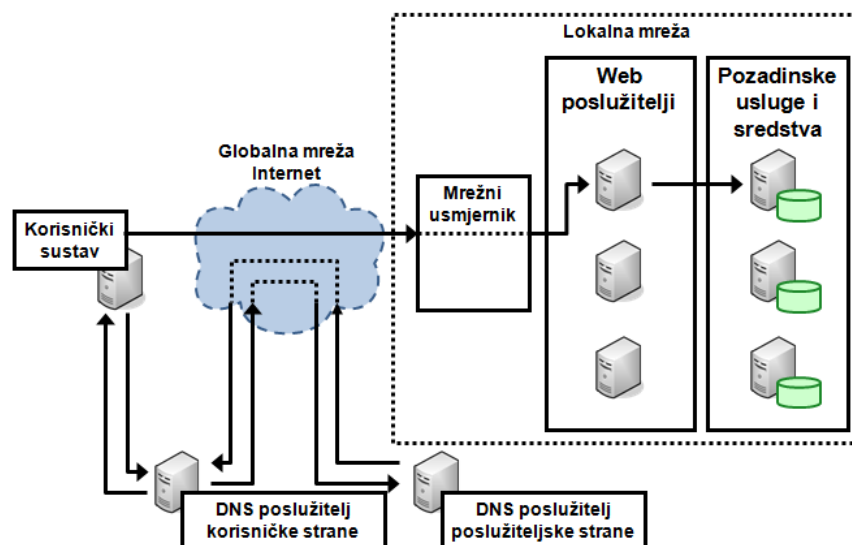 Lokalna mreža
Web
poslužitelji
Pozadinske
usluge i
sredstva
Globalna mreža
Internet
Mrežni
usmjernik
Korisnički
sustav
DNS poslužitelj
korisničke strane
DNS poslužitelj
poslužiteljske strane